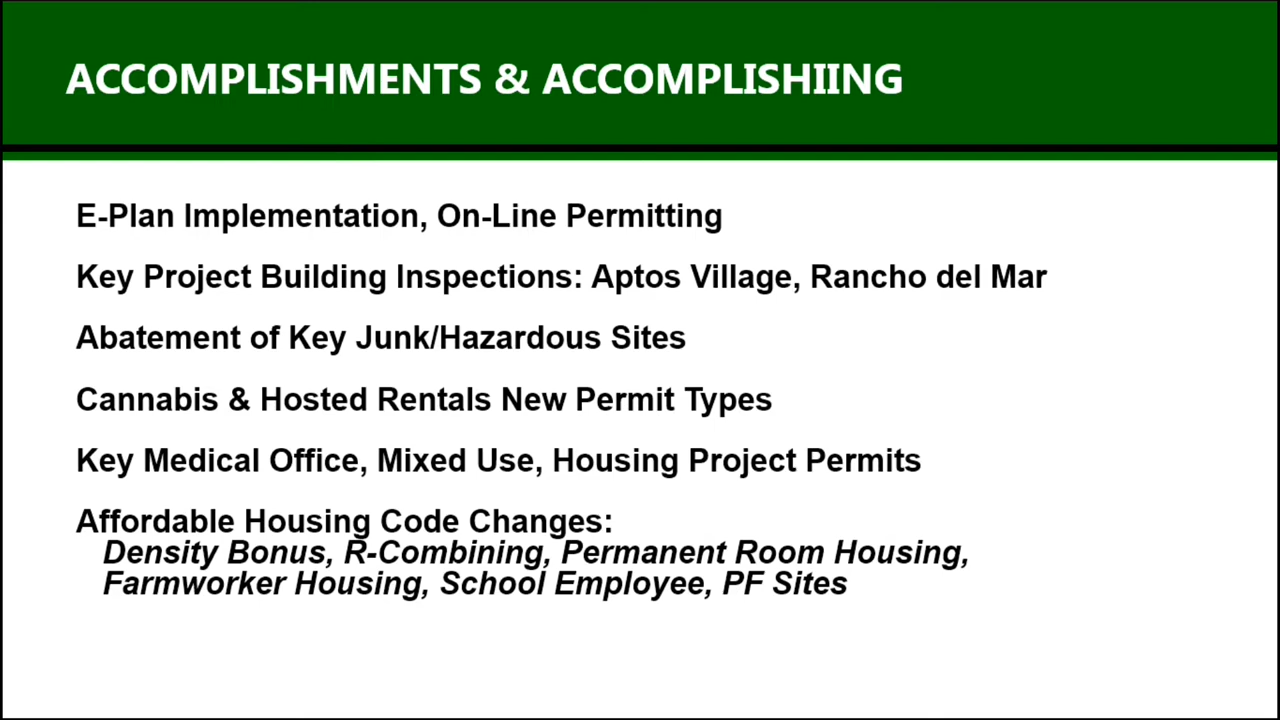 ACCOMPLISHMENTS & ACCOMPLISHIING
E-Plan Implementation, On-Line Permitting
Key Project Building Inspections: Aptos Village, Rancho del Mar
Abatement of Key Junk/Hazardous Sites
Cannabis & Hosted Rentals New Permit Types
Key Medical Office, Mixed Use, Housing Project Permits
Affordable Housing Code Changes:
Density Bonus, R-Combining, Permanent Room Housing,
Farmworker Housing, School Employee, PF Sites